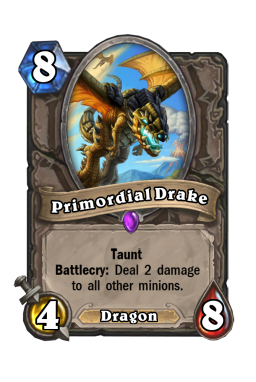 8
Primordial Drake
Taunt
Battlecry: Deal 2 damage
to all other minions.
4
Dragon
8